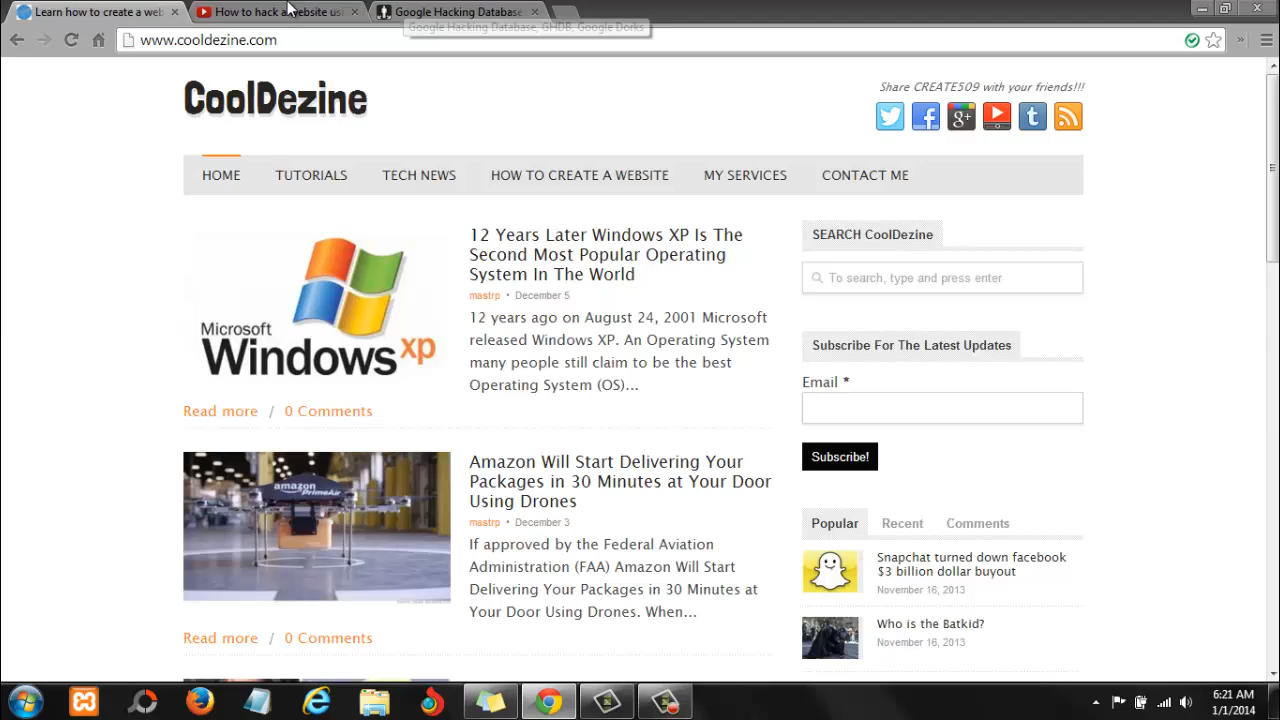 Learn how to create a web
How to hack a website usi
Google Hacking Database
Google Hacking Database, GHDB, Google Dorks
www.cooldezine.com
CoolDezine
Share CREATE509 with your friends!!!
HOME
TUTORIALS
TECH NEWS
HOW TO CREATE A WEBSITE
MY SERVICES
CONTACT ME
Microsoft
Windows xp
12 Years Later Windows XP Is The
Second Most Popular Operating
System In The World
mastrp • December 5
12 years ago on August 24, 2001 Microsoft
released Windows XP. An Operating System
many people still claim to be the best
Operating System (OS)...
Read more / 0 Comments
amazon
PrimeAir
Amazon Will Start Delivering Your
Packages in 30 Minutes at Your Door
Using Drones
mastrp • December 3
If approved by the Federal Aviation
Administration (FAA) Amazon Will Start
Delivering Your Packages in 30 Minutes at
Your Door Using Drones. When...
Read more / 0 Comments
SEARCH CoolDezine
To search, type and press enter
Subscribe For The Latest Updates
Email *
Subscribe!
Popular
Recent
Comments
Snapchat turned down facebook
$3 billion dollar buyout
November 16, 2013
Who is the Batkid?
November 16, 2013
6:21 AM
1/1/2014